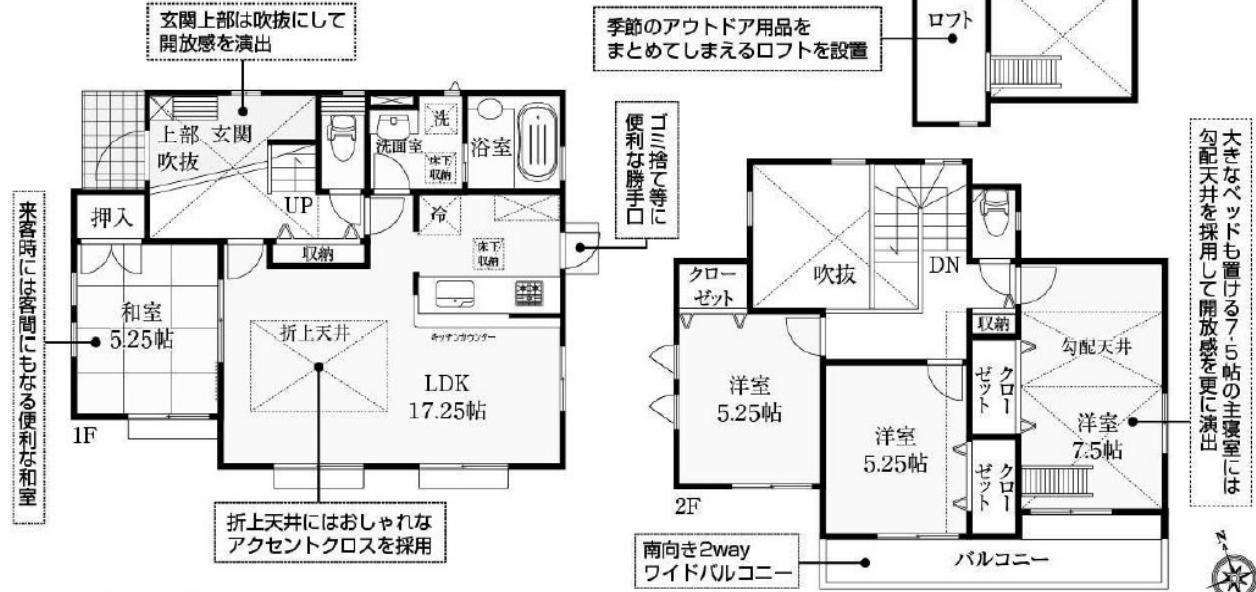 玄関上部は吹抜にして
開放感を演出
季節のアウトドア用品を
まとめてしまえるロフトを設置
ロフト
上部 玄関
吹抜
洗面室
洗
床下
収納
浴室
ゴミ捨て等に
便利な勝手口
押入
UP
収納
冷
床下
収納
和室
5.25帖
折上天井
キッチンカウンター
LDK
17.25帖
1F
来客時には客間にもなる便利な和室
折上天井にはおしゃれな
アクセントクロスを採用
吹抜
DN
クロー
ゼット
収納
勾配天井
洋室
5.25帖
洋室
5.25帖
クロー
ゼット
クロー
ゼット
洋室
7.5帖
2F
バルコニー
南向き2way
ワイドバルコニー
大きなベッドも置ける7.5帖の主寝室には
勾配天井を採用して開放感を更に演出
N